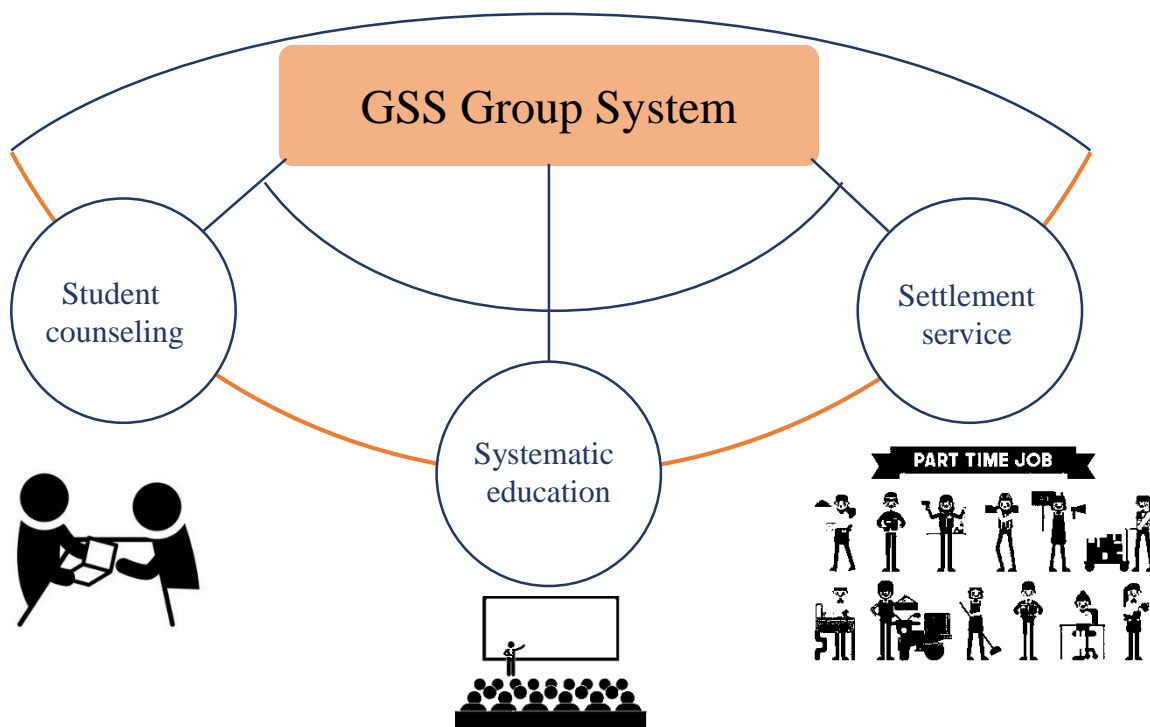 GSS Group System
Student
counseling
Settlement
service
Systematic
education
PART TIME JOB